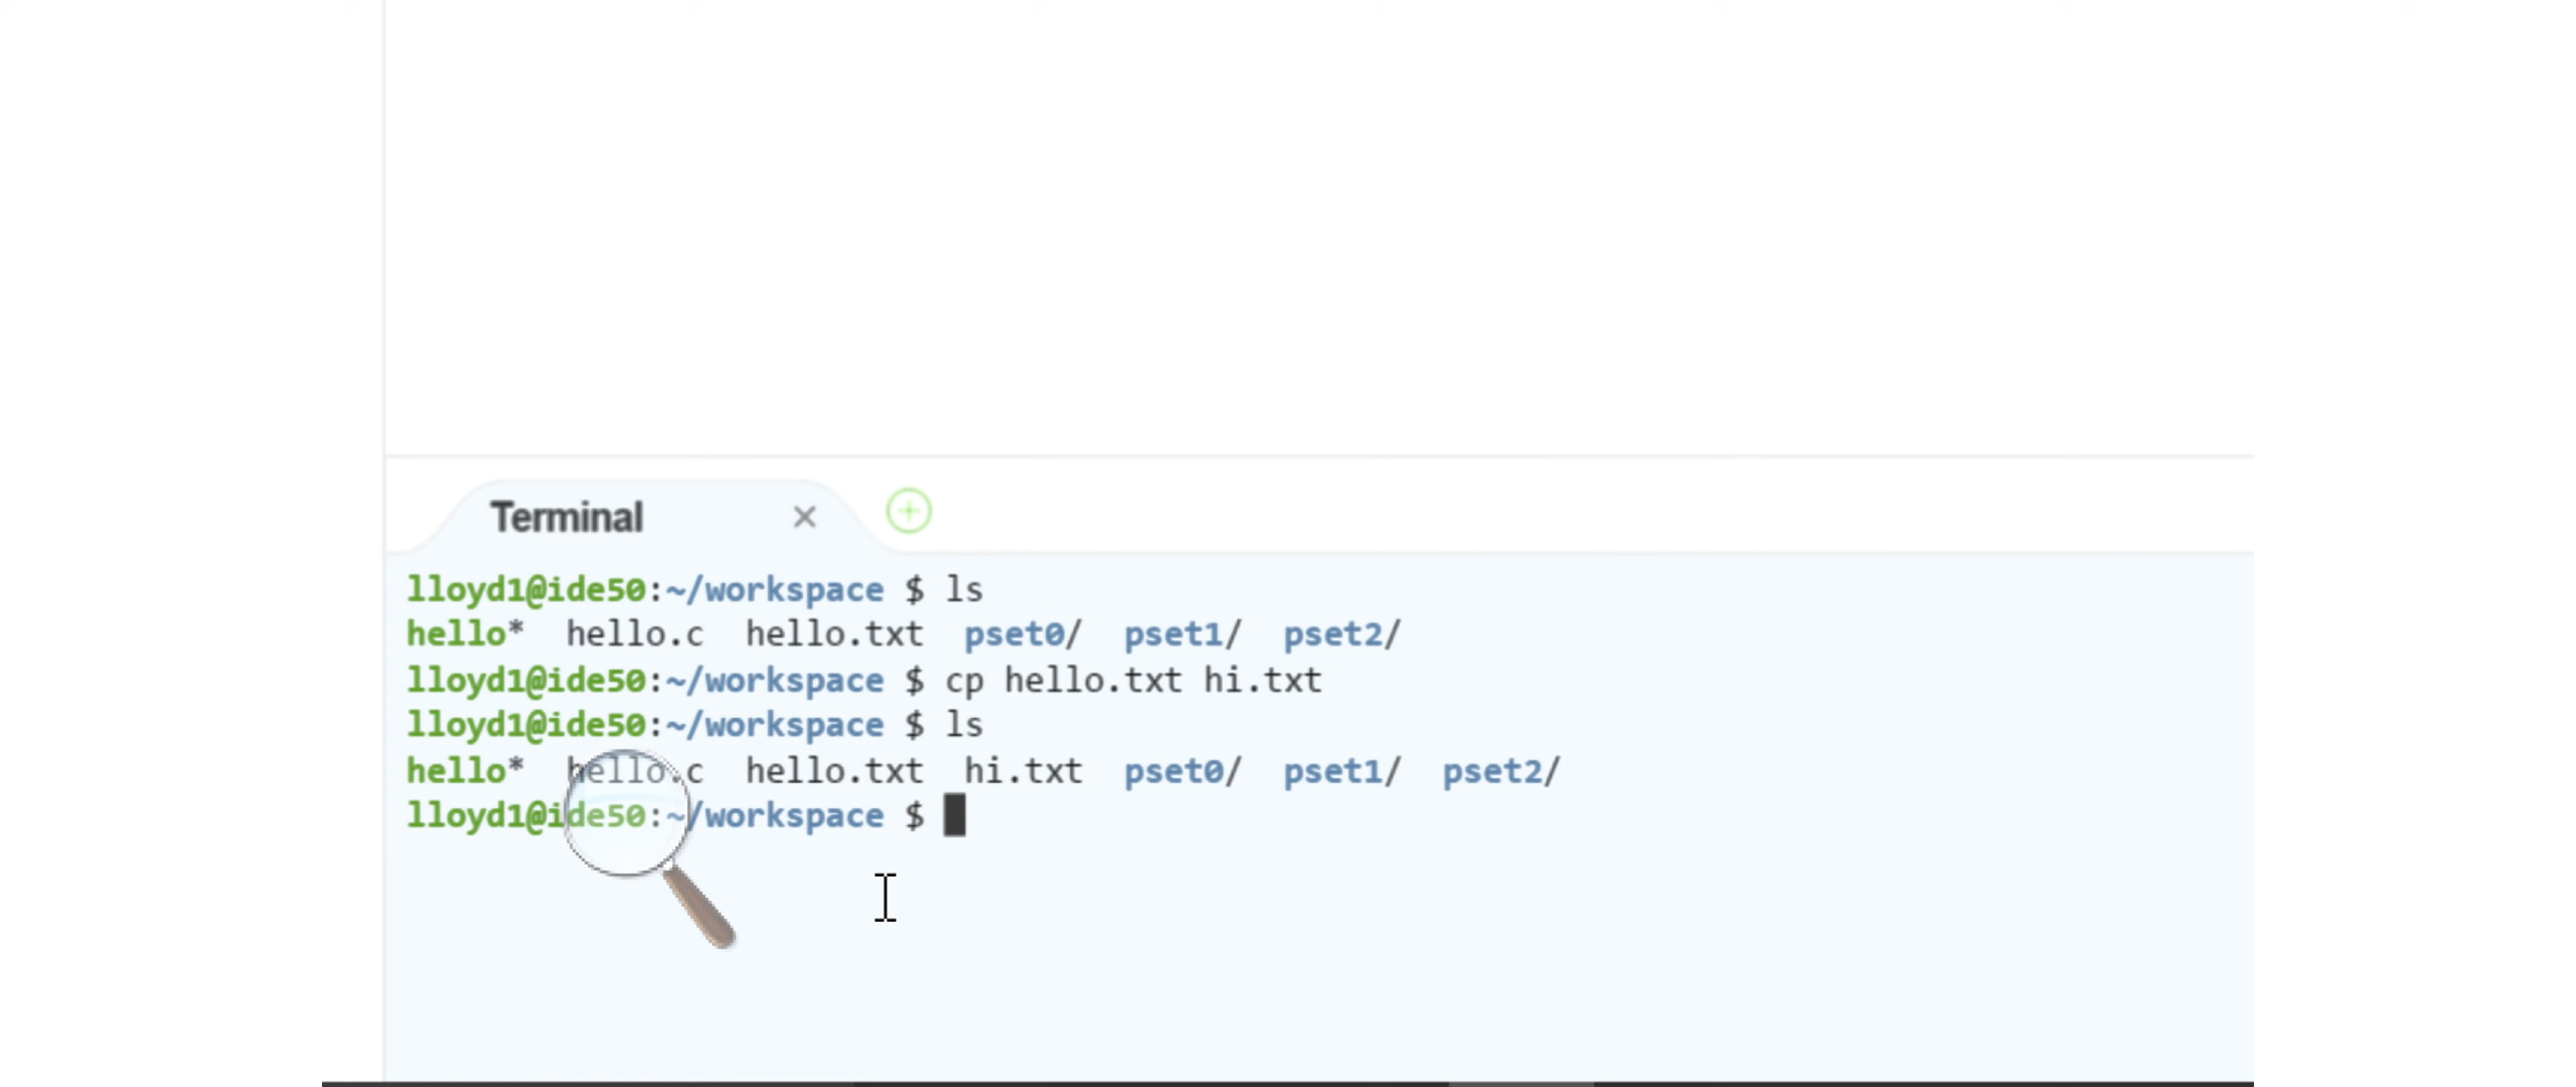 Terminal
lloyd1@ide50:~/workspace $ ls
hello*  hello.c  hello.txt  pset0/  pset1/  pset2/
lloyd1@ide50:~/workspace $ cp hello.txt hi.txt
lloyd1@ide50:~/workspace $ ls
hello*  hello.c  hello.txt  hi.txt  pset0/  pset1/  pset2/
lloyd1@ide50:~/workspace $